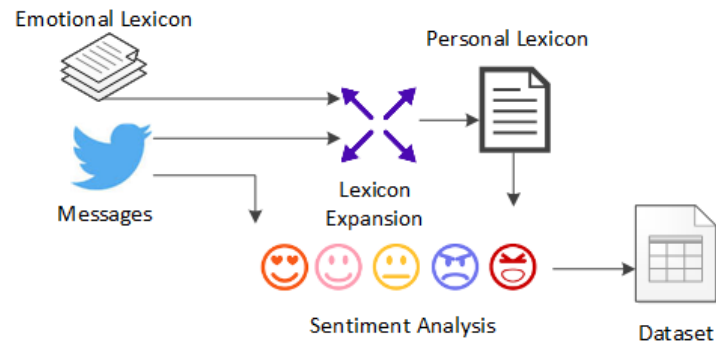 Emotional Lexicon
Personal Lexicon
Messages
Lexicon
Expansion
Sentiment Analysis
Dataset